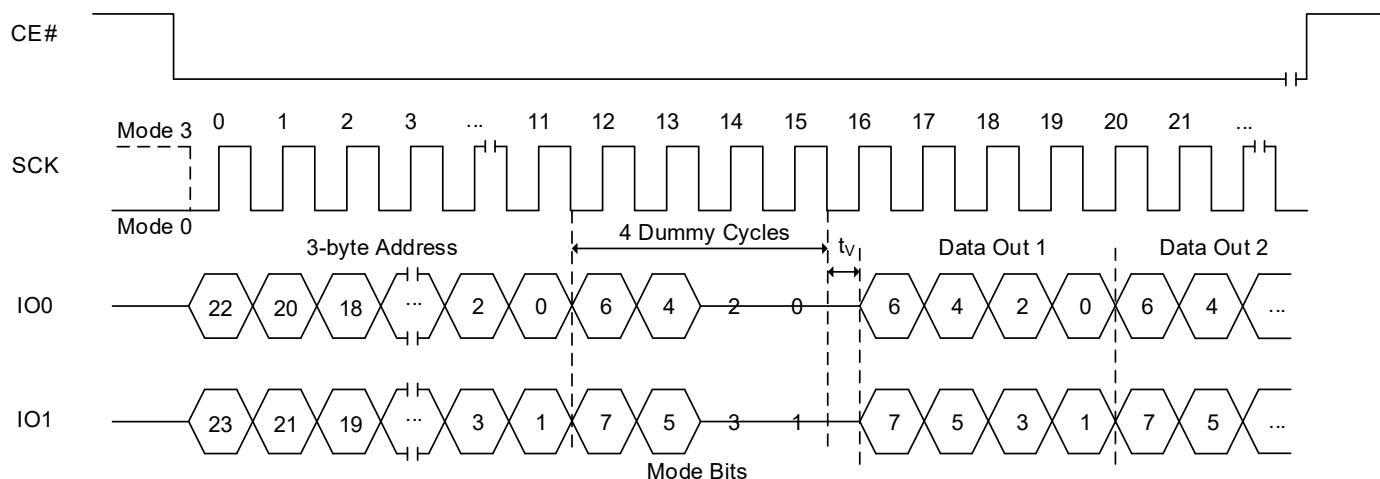 CE#
0 1 2 3 ... 11 12 13 14 15 16 17 18 19 20 21 ...
Mode 3
SCK
Mode 0
3-byte Address 4 Dummy Cycles tV Data Out 1 Data Out 2
IO0 22 20 18 ... 2 0 6 4 2 0 6 4 2 0 6 4 ...
IO1 23 21 19 ... 3 1 7 5 3 1 7 5 3 1 7 5 ...
Mode Bits